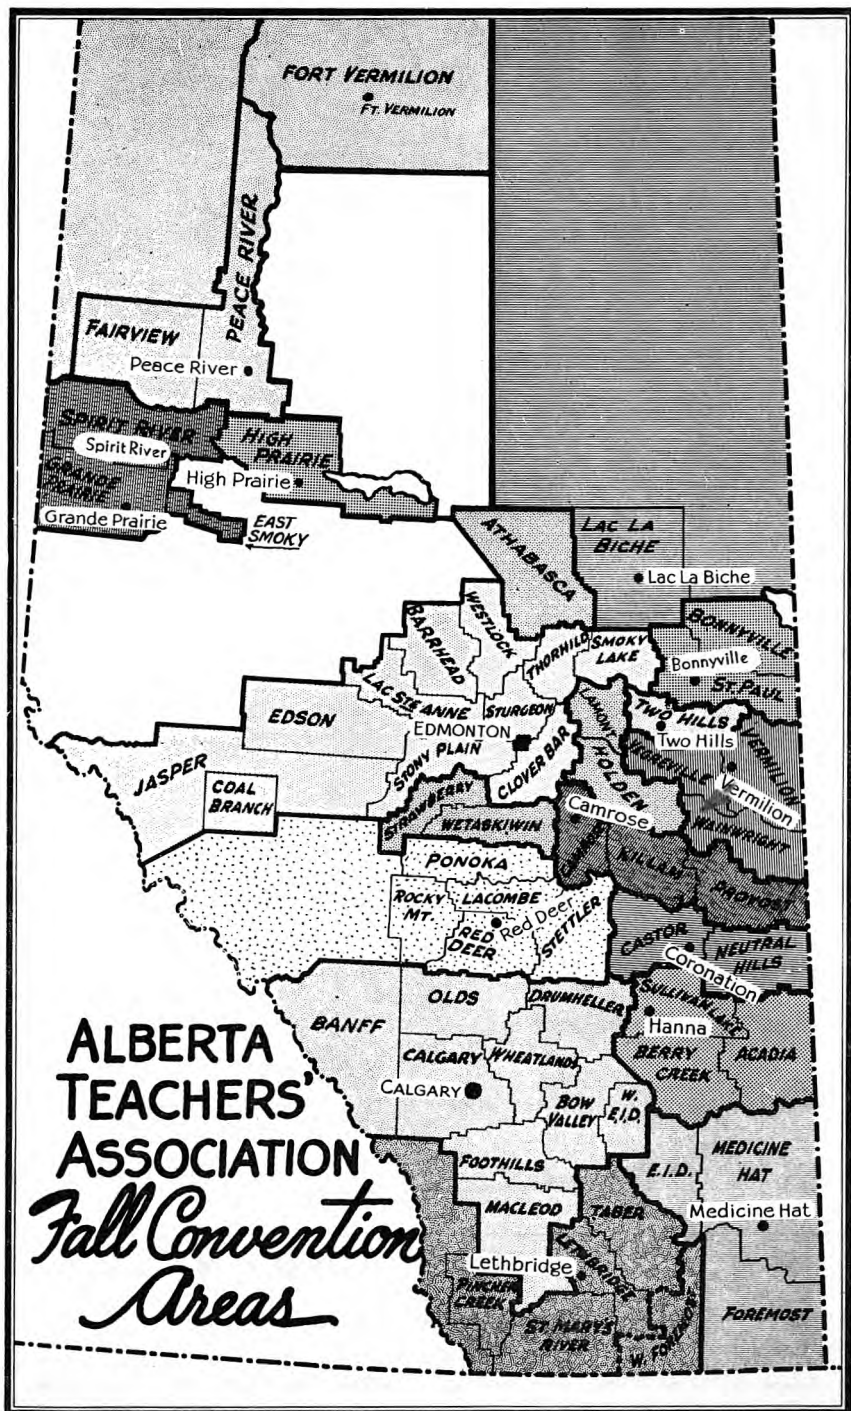 FORT VERMILION
FT. VERMILION
PEACE RIVER
FAIRVIEW
Peace River
SPIRIT RIVER
Spirit River
HIGH
PRAIRIE
High Prairie
GRANDE
PRAIRIE
Grande Prairie
EAST
SMOKY
ATHABASCA
LAC LA
BICHE
Lac La Biche
BARRHEAD
WESTLOCK
THORHILD
SMOKY
LAKE
BONNYVILLE
Bonnyville
ST. PAUL
LAC STE ANNE
STURGEON
EDSON
EDMONTON
STONY PLAIN
CLOVER BAR
LAMONT
TWO HILLS
Two Hills
HOLDEN
VEGREVILLE
VERMILION
Vermilion
WAINWRIGHT
JASPER
COAL
BRANCH
STRAWBERRY
WETASKIWIN
Camrose
CAMROSE
KILLAM
PROVOST
PONOKA
ROCKY
MT.
LACOMBE
Red Deer
RED
DEER
STETTLER
CASTOR
Coronation
NEUTRAL
HILLS
SULLIVAN LAKE
Hanna
BERRY
CREEK
ACADIA
BANFF
OLDS
DRUMHELLER
CALGARY
WHEATLANDS
CALGARY
BOW
VALLEY
W.
E.I.D.
E.I.D.
MEDICINE
HAT
Medicine Hat
FOOTHILLS
MACLEOD
TABER
Lethbridge
LETHBRIDGE
PINCHER
CREEK
ST. MARY'S
RIVER
W. FOREMOST
FOREMOST
ALBERTA
TEACHERS'
ASSOCIATION
Fall Convention
Areas